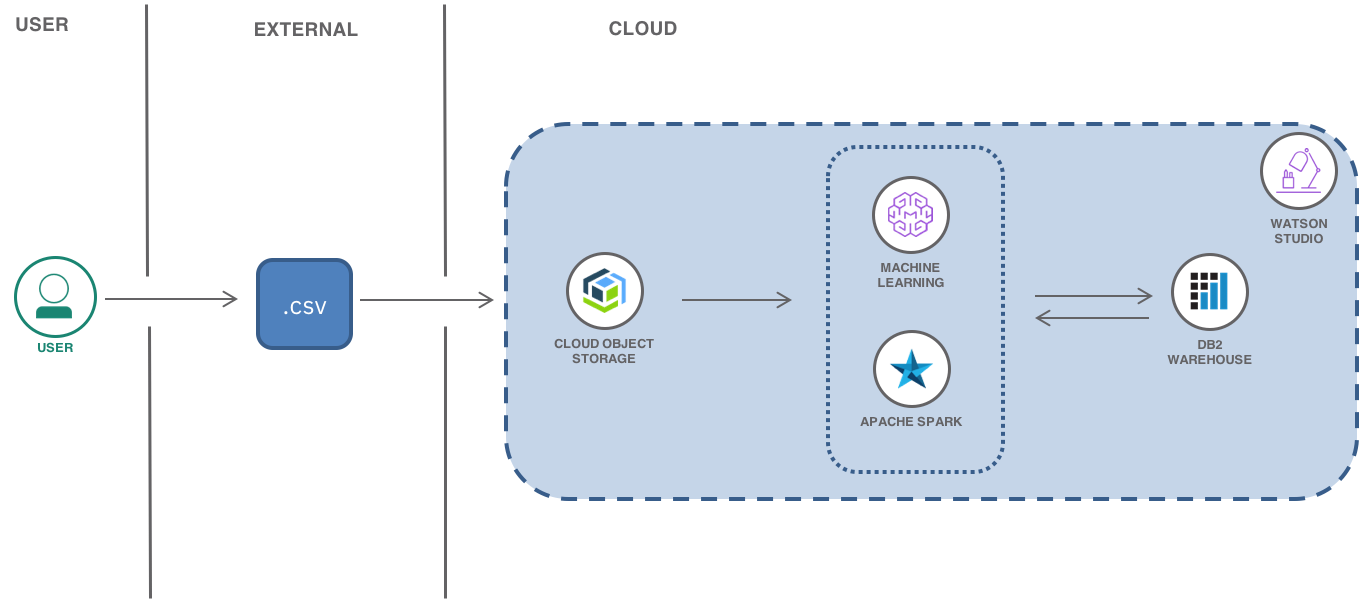 USER
EXTERNAL
CLOUD
USER
.csv
CLOUD OBJECT
STORAGE
MACHINE
LEARNING
APACHE SPARK
DB2
WAREHOUSE
WATSON
STUDIO